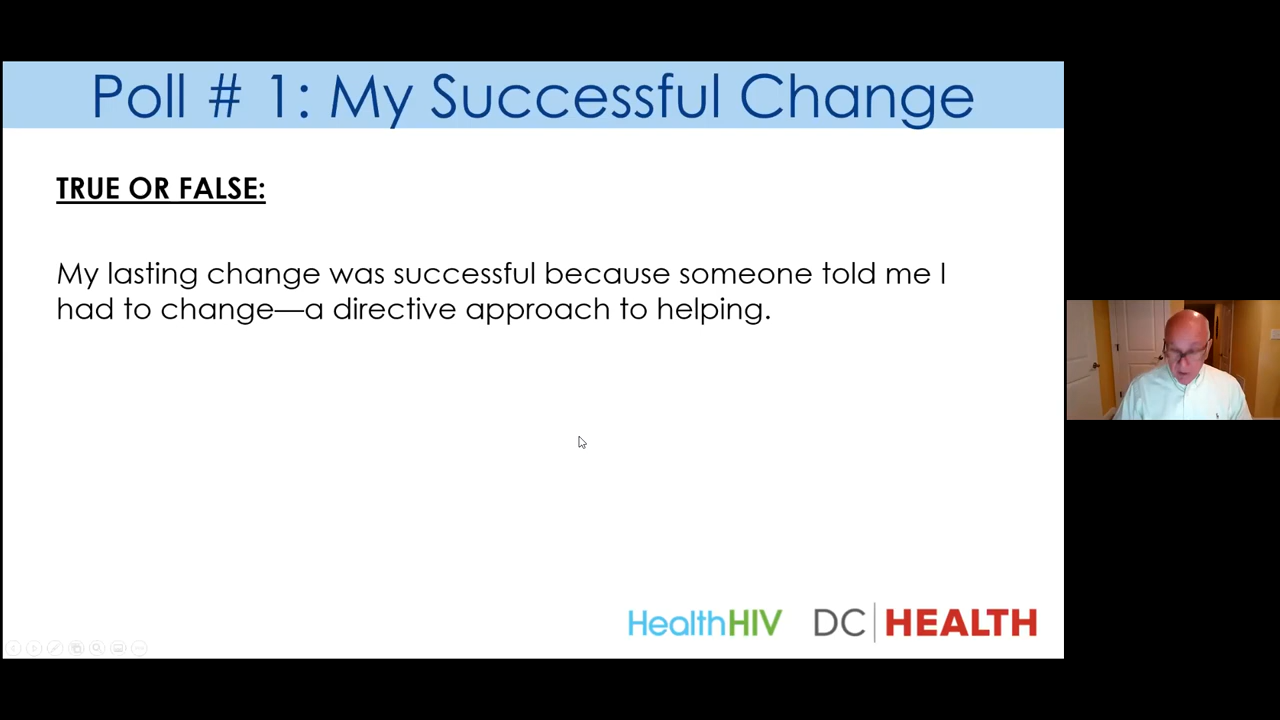 Poll # 1: My Successful Change
TRUE OR FALSE:
My lasting change was successful because someone told me I
had to change—a directive approach to helping.
HealthHIV DC|HEALTH